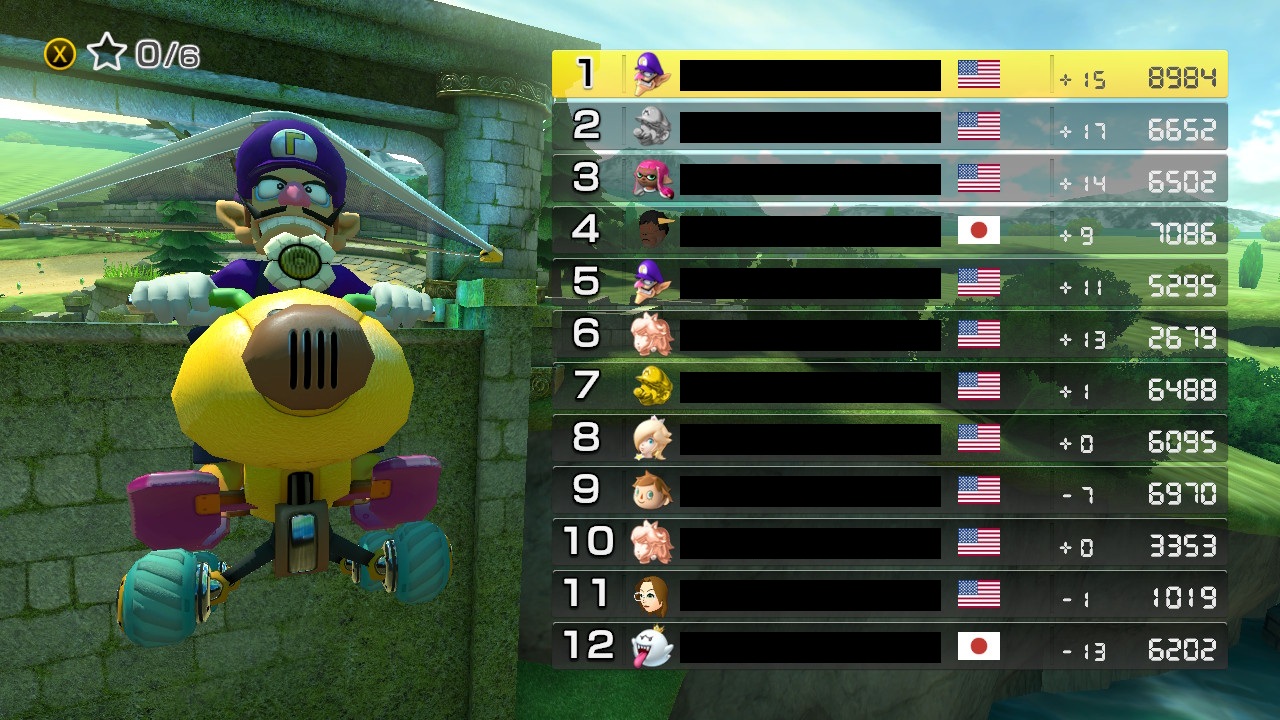 X 0/6
1 + 15 8984
2 + 17 6652
3 + 14 6502
4 + 9 7086
5 + 11 5295
6 + 13 2679
7 + 1 6488
8 + 0 6095
9 - 7 6970
10 + 0 3353
11 - 1 1019
12 - 13 6202